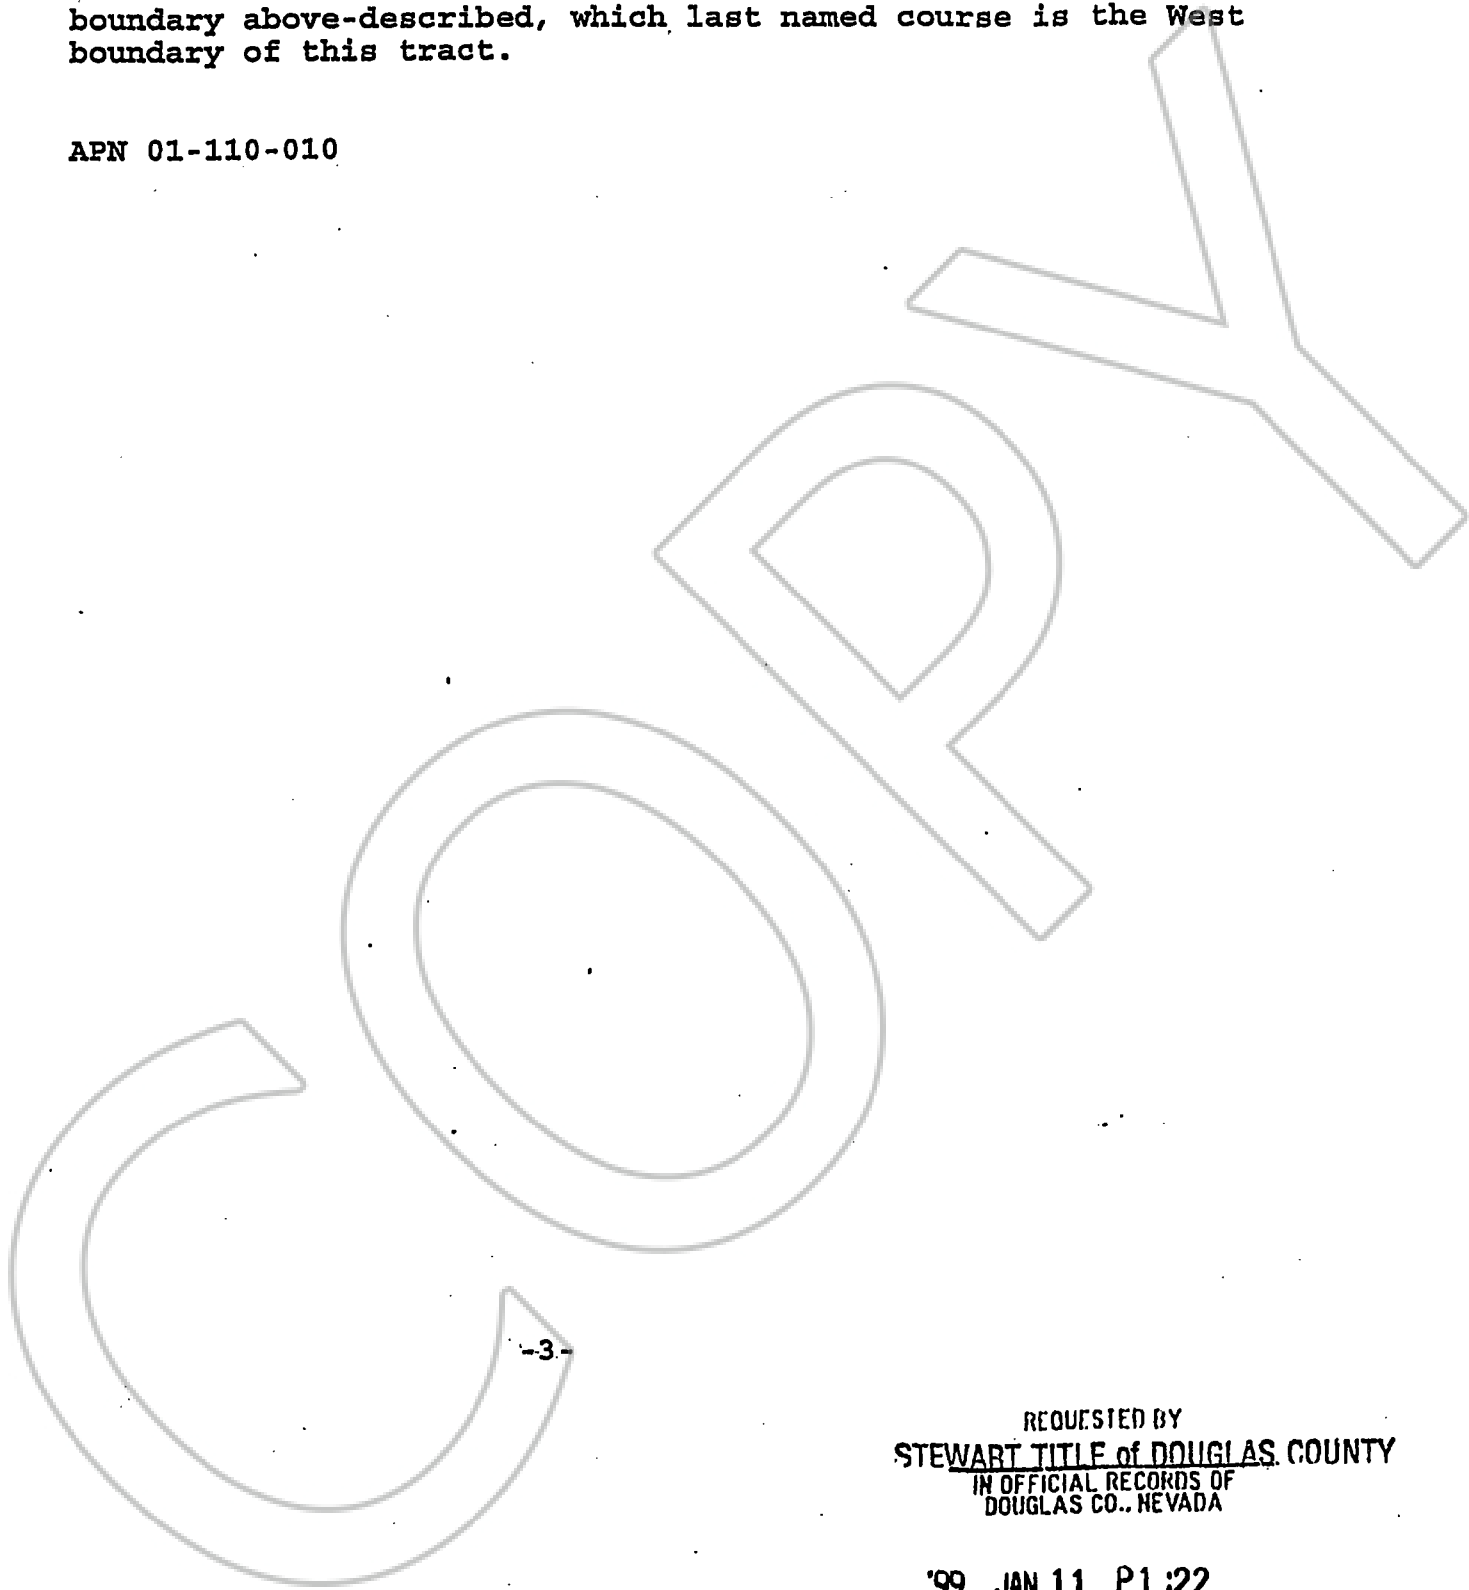 boundary above-described, which last named course is the West
boundary of this tract.
APN 01-110-010
COPY
-3-
REQUESTED BY
STEWART TITLE of DOUGLAS COUNTY
IN OFFICIAL RECORDS OF
DOUGLAS CO., NEVADA
'99 JAN 11 P1:22